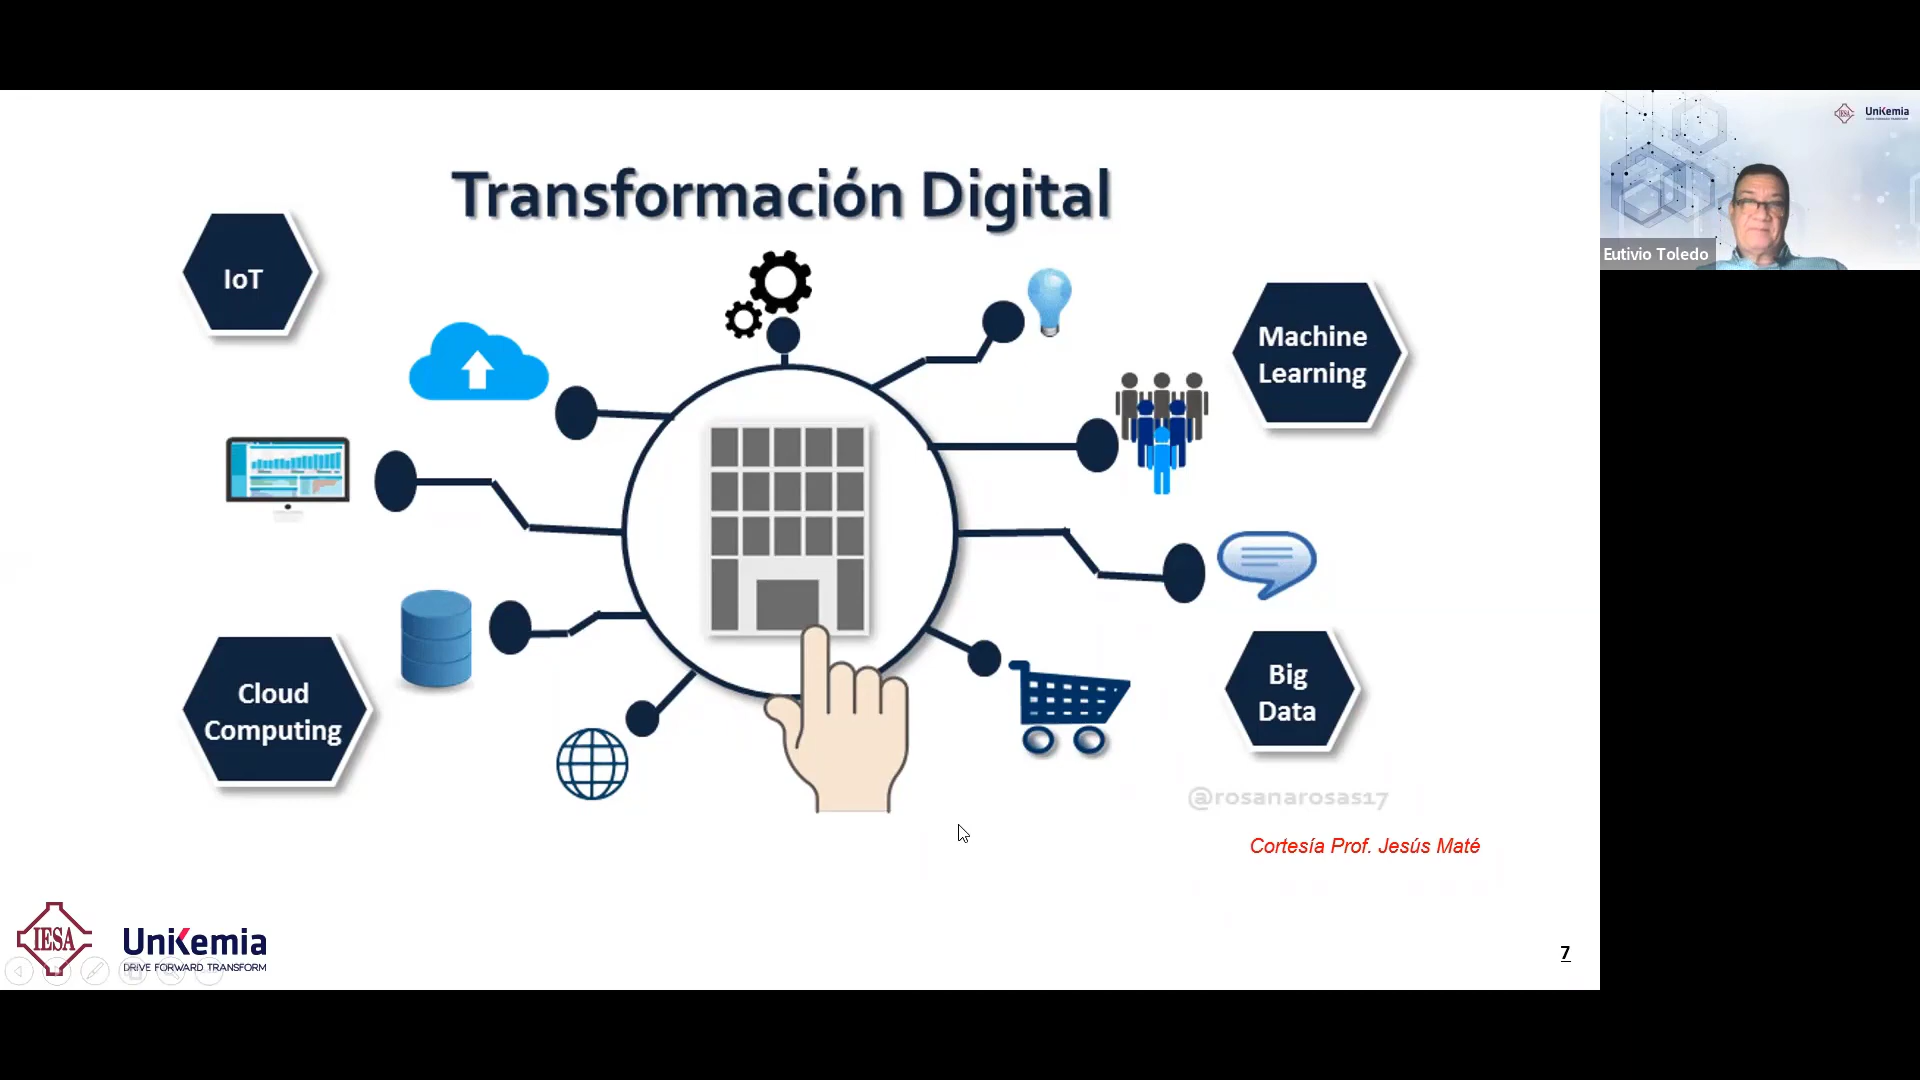 Transformación Digital
IoT
Machine
Learning
Cloud
Computing
Big
Data
@rosanarosas17
Cortesía Prof. Jesús Maté
IESA
UniKemia
DRIVE FORWARD TRANSFORM
7
IESA
UniKemia
Eutivio Toledo